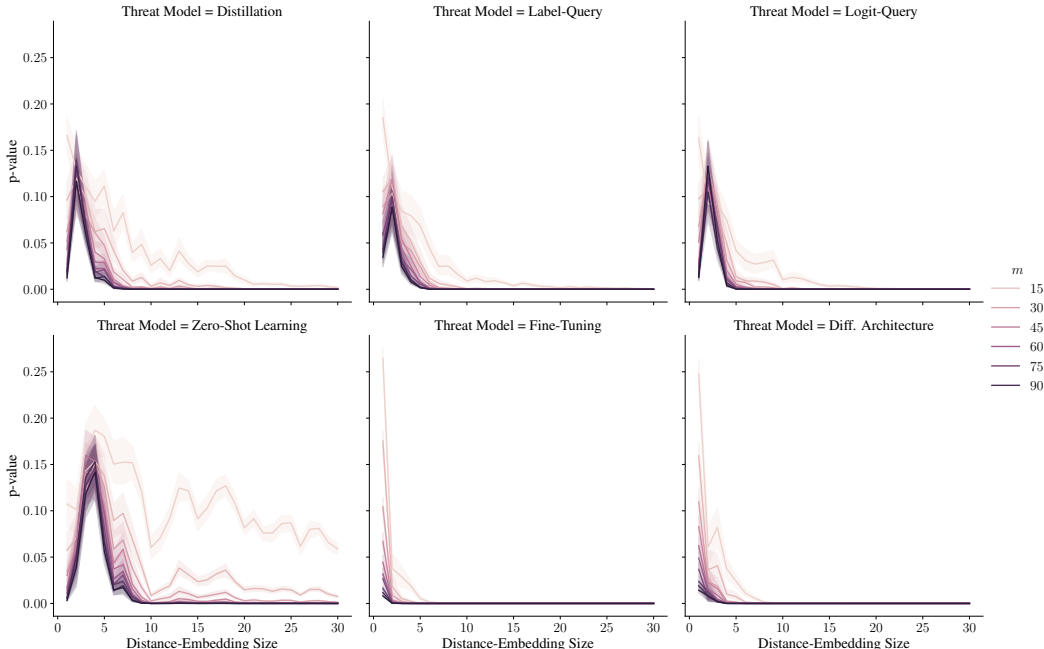 Threat Model = Distillation
Threat Model = Label-Query
Threat Model = Logit-Query
0.25
0.20
0.15
0.10
0.05
0.00
p-value
m
15
30
45
60
75
90
Threat Model = Zero-Shot Learning
Threat Model = Fine-Tuning
Threat Model = Diff. Architecture
0.25
0.20
0.15
0.10
0.05
0.00
p-value
0 5 10 15 20 25 30
0 5 10 15 20 25 30
0 5 10 15 20 25 30
Distance-Embedding Size
Distance-Embedding Size
Distance-Embedding Size